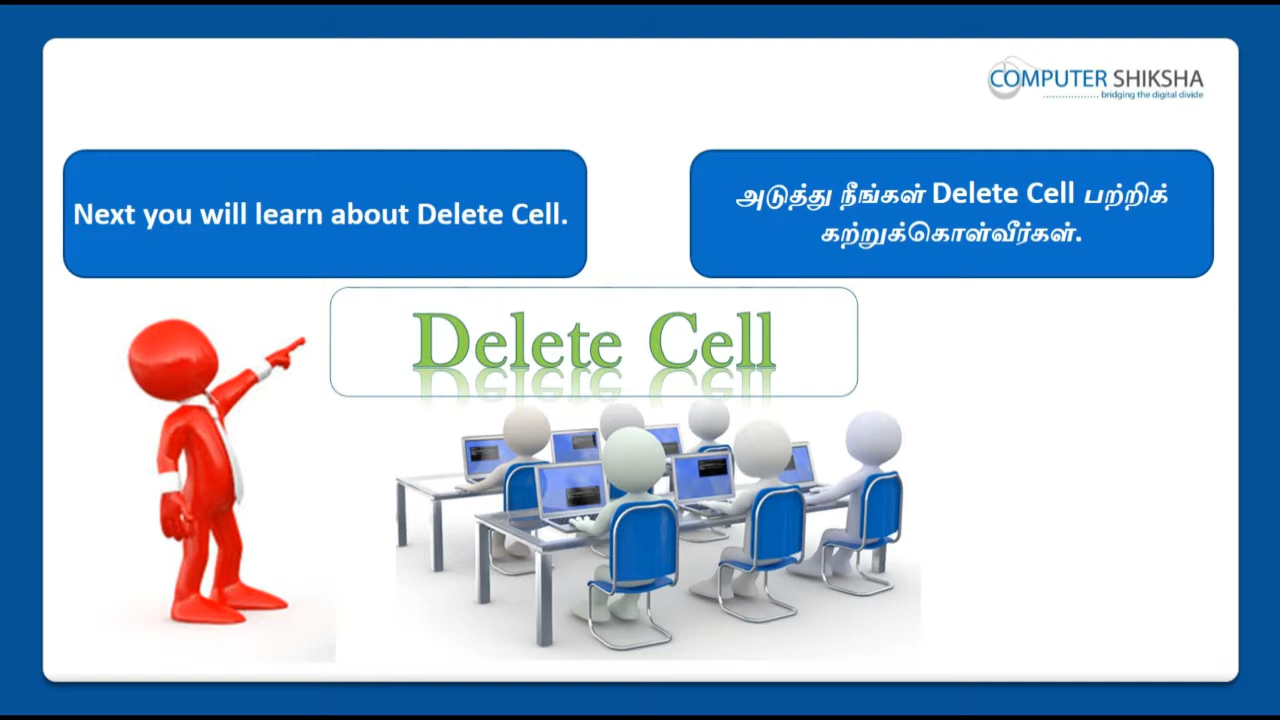 COMPUTER SHIKSHA
bridging the digital divide
Next you will learn about Delete Cell.
அடுத்து நீங்கள் Delete Cell பற்றிக்
கற்றுக்கொள்வீர்கள்.
Delete Cell